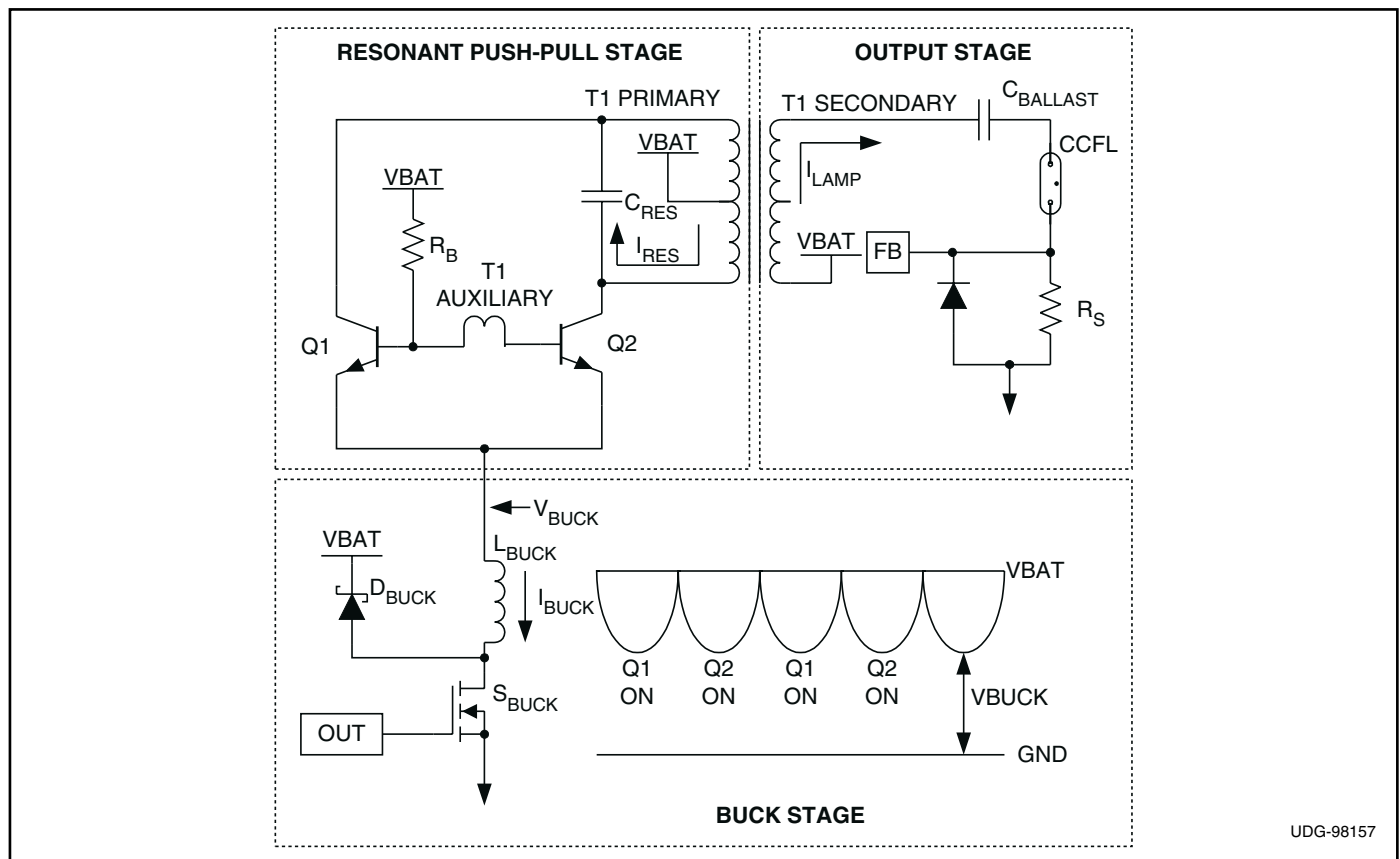 RESONANT PUSH-PULL STAGE
OUTPUT STAGE
T1 PRIMARY
T1 SECONDARY
CBALLAST
VBAT
VBAT
CCFL
ILAMP
CRES
RB
IRES
VBAT
FB
T1
AUXILIARY
RS
Q1
Q2
VBUCK
VBAT
LBUCK
VBAT
DBUCK
IBUCK
Q1
ON
Q2
ON
Q1
ON
Q2
ON
VBUCK
SBUCK
OUT
GND
BUCK STAGE
UDG-98157